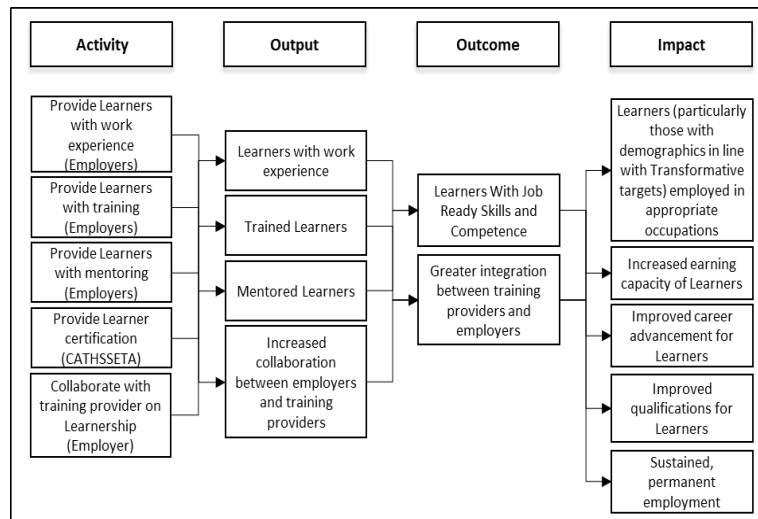 Activity
Output
Outcome
Impact
Provide Learners
with work
experience
(Employers)
Provide Learners
with training
(Employers)
Provide Learners
with mentoring
(Employers)
Provide Learner
certification
(CATHSSETA)
Collaborate with
training provider on
Learnership
(Employer)
Learners with work
experience
Trained Learners
Mentored Learners
Increased
collaboration
between employers
and training
providers
Learners With Job
Ready Skills and
Competence
Greater integration
between training
providers and
employers
Learners (particularly
those with
demographics in line
with Transformative
targets) employed in
appropriate
occupations
Increased earning
capacity of Learners
Improved career
advancement for
Learners
Improved
qualifications for
Learners
Sustained,
permanent
employment